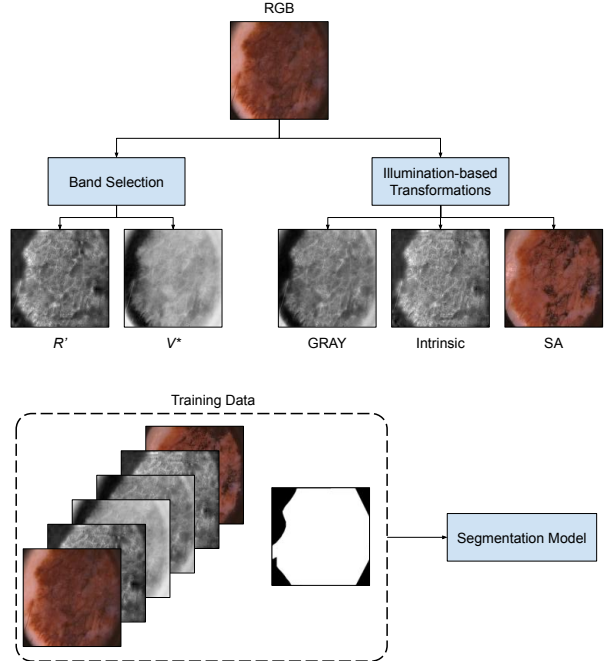 RGB
Band Selection
Illumination-based
Transformations
R'
V*
GRAY
Intrinsic
SA
Training Data
Segmentation Model